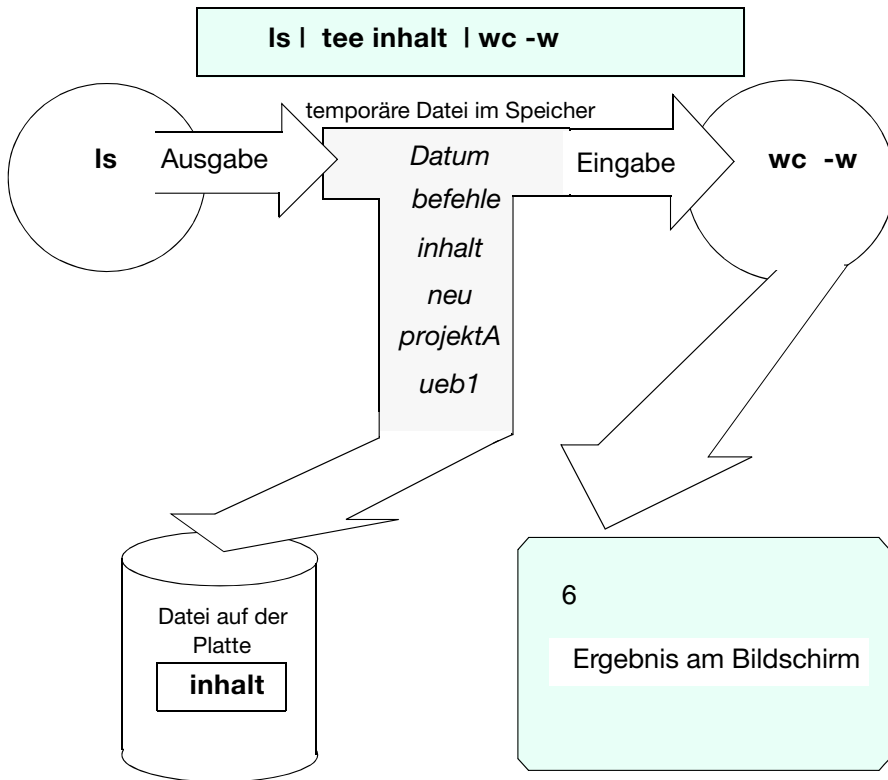 ls | tee inhalt | wc -w
temporäre Datei im Speicher
ls
Ausgabe
Datum
befehle
inhalt
neu
projektA
ueb1
Eingabe
wc -w
Datei auf der
Platte
inhalt
6
Ergebnis am Bildschirm